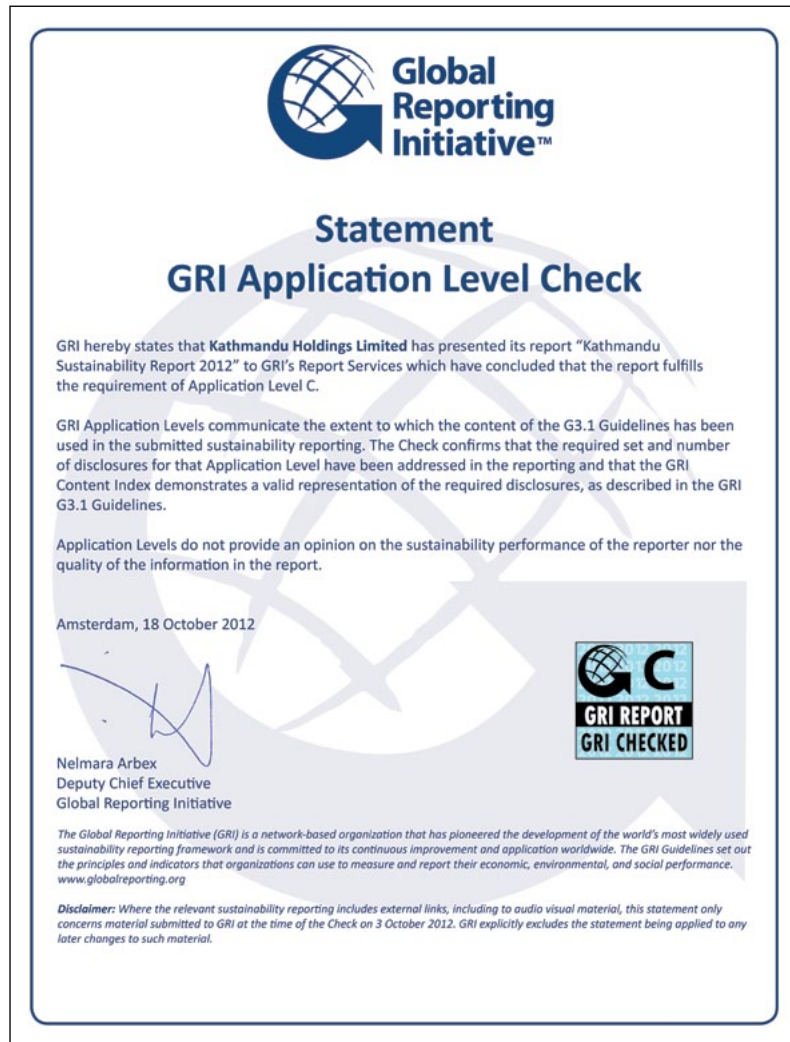 Global
Reporting
Initiative™
Statement
GRI Application Level Check
GRI hereby states that Kathmandu Holdings Limited has presented its report “Kathmandu
Sustainability Report 2012” to GRI’s Report Services which have concluded that the report fulfills
the requirement of Application Level C.
GRI Application Levels communicate the extent to which the content of the G3.1 Guidelines has been
used in the submitted sustainability reporting. The Check confirms that the required set and number
of disclosures for that Application Level have been addressed in the reporting and that the GRI
Content Index demonstrates a valid representation of the required disclosures, as described in the GRI
G3.1 Guidelines.
Application Levels do not provide an opinion on the sustainability performance of the reporter nor the
quality of the information in the report.
Amsterdam, 18 October 2012
C
GRI REPORT
GRI CHECKED
Nelmara Arbex
Deputy Chief Executive
Global Reporting Initiative
The Global Reporting Initiative (GRI) is a network-based organization that has pioneered the development of the world’s most widely used
sustainability reporting framework and is committed to its continuous improvement and application worldwide. The GRI Guidelines set out
the principles and indicators that organizations can use to measure and report their economic, environmental, and social performance.
www.globalreporting.org
Disclaimer: Where the relevant sustainability reporting includes external links, including to audio visual material, this statement only
concerns material submitted to GRI at the time of the Check on 3 October 2012. GRI explicitly excludes the statement being applied to any
later changes to such material.